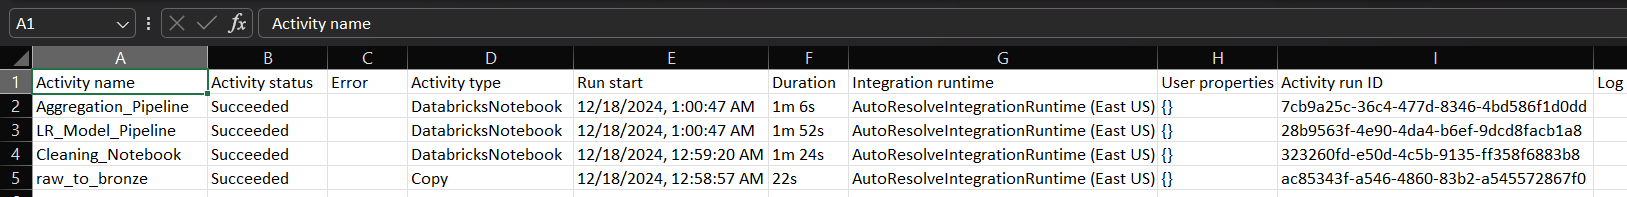 A1 fx Activity name
A B C D E F G H I
1 Activity name Activity status Error Activity type Run start Duration Integration runtime User properties Activity run ID Log
2 Aggregation_Pipeline Succeeded DatabricksNotebook 12/18/2024, 1:00:47 AM 1m 6s AutoResolveIntegrationRuntime (East US) {} 7cb9a25c-36c4-477d-8346-4bd586f1d0dd
3 LR_Model_Pipeline Succeeded DatabricksNotebook 12/18/2024, 1:00:47 AM 1m 52s AutoResolveIntegrationRuntime (East US) {} 28b9563f-4e90-4da4-b6ef-9dcd8facb1a8
4 Cleaning_Notebook Succeeded DatabricksNotebook 12/18/2024, 12:59:20 AM 1m 24s AutoResolveIntegrationRuntime (East US) {} 323260fd-e50d-4c5b-9135-ff358f6883b8
5 raw_to_bronze Succeeded Copy 12/18/2024, 12:58:57 AM 22s AutoResolveIntegrationRuntime (East US) {} ac85343f-a546-4860-83b2-a545572867f0